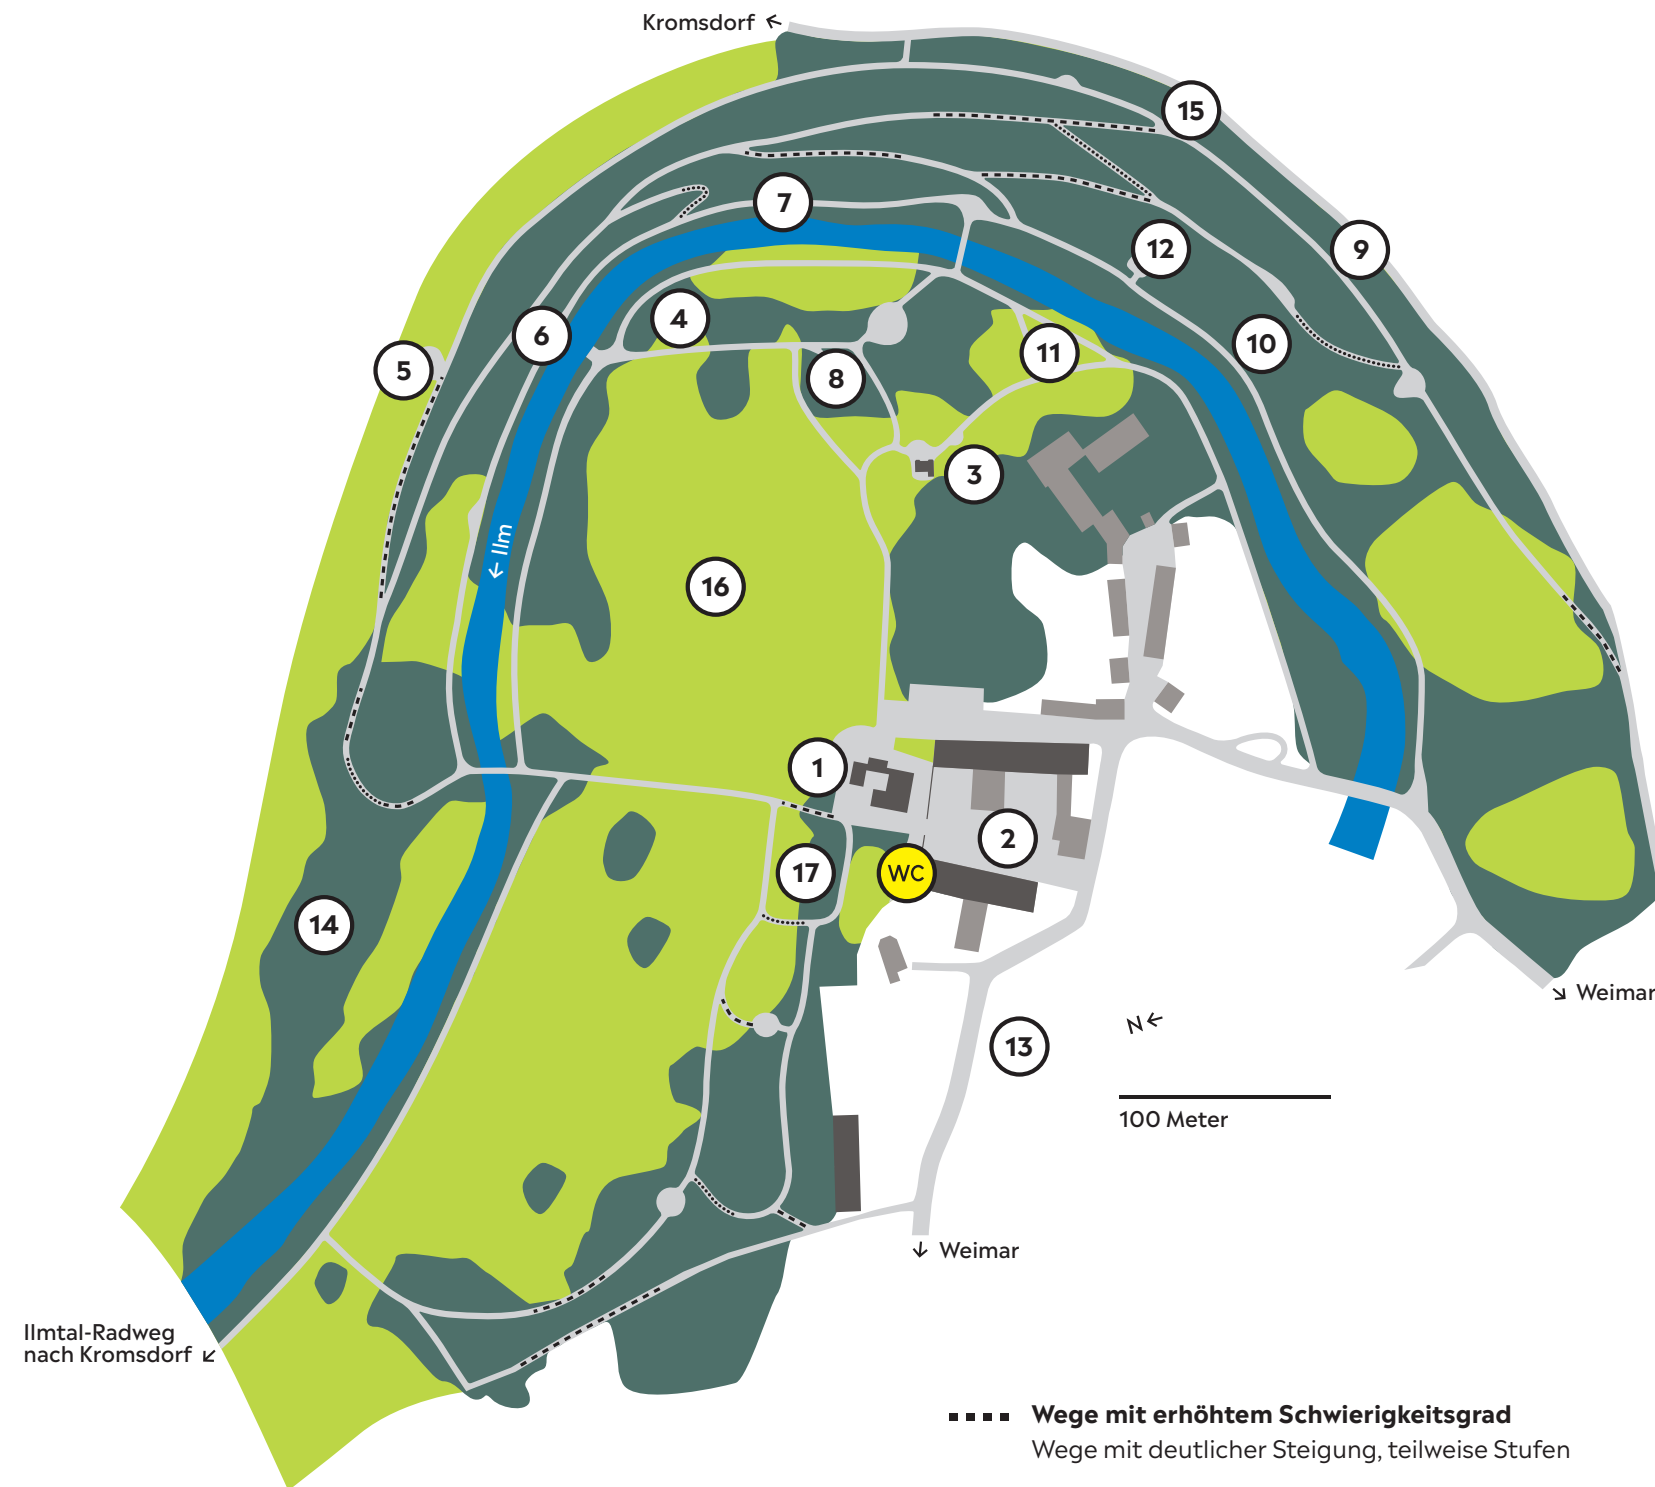 Kromsdorf ←
15
7
12
9
4
6
10
11
5
8
3
← Ilm
16
1
2
17
WC
14
↘ Weimar
N ←
13
100 Meter
↓ Weimar
Ilmtal-Radweg
nach Kromsdorf ↙
Wege mit erhöhtem Schwierigkeitsgrad
Wege mit deutlicher Steigung, teilweise Stufen